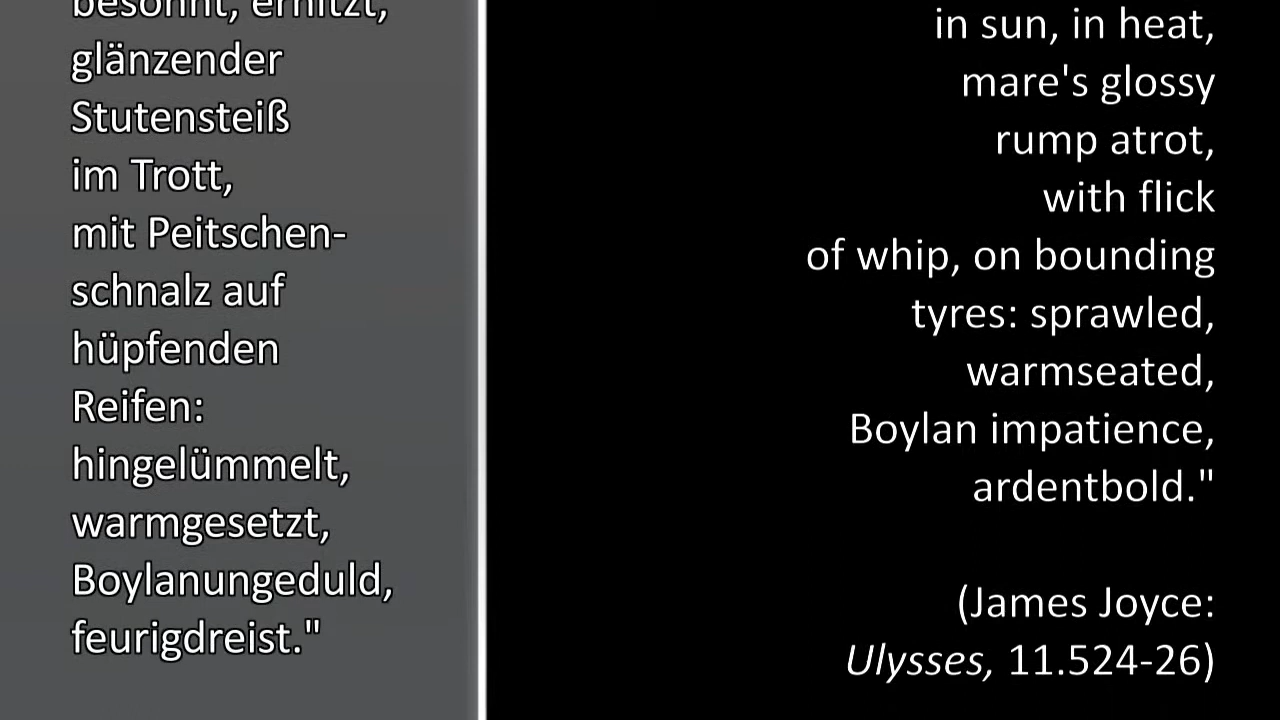 besonnt, erhitzt,
glänzender
Stutensteiß
im Trott,
mit Peitschen-
schnalz auf
hüpfenden
Reifen:
hingelümmelt,
warmgesetzt,
Boylanungeduld,
feurigdreist."
in sun, in heat,
mare's glossy
rump atrot,
with flick
of whip, on bounding
tyres: sprawled,
warmseated,
Boylan impatience,
ardentbold."
(James Joyce:
Ulysses, 11.524-26)